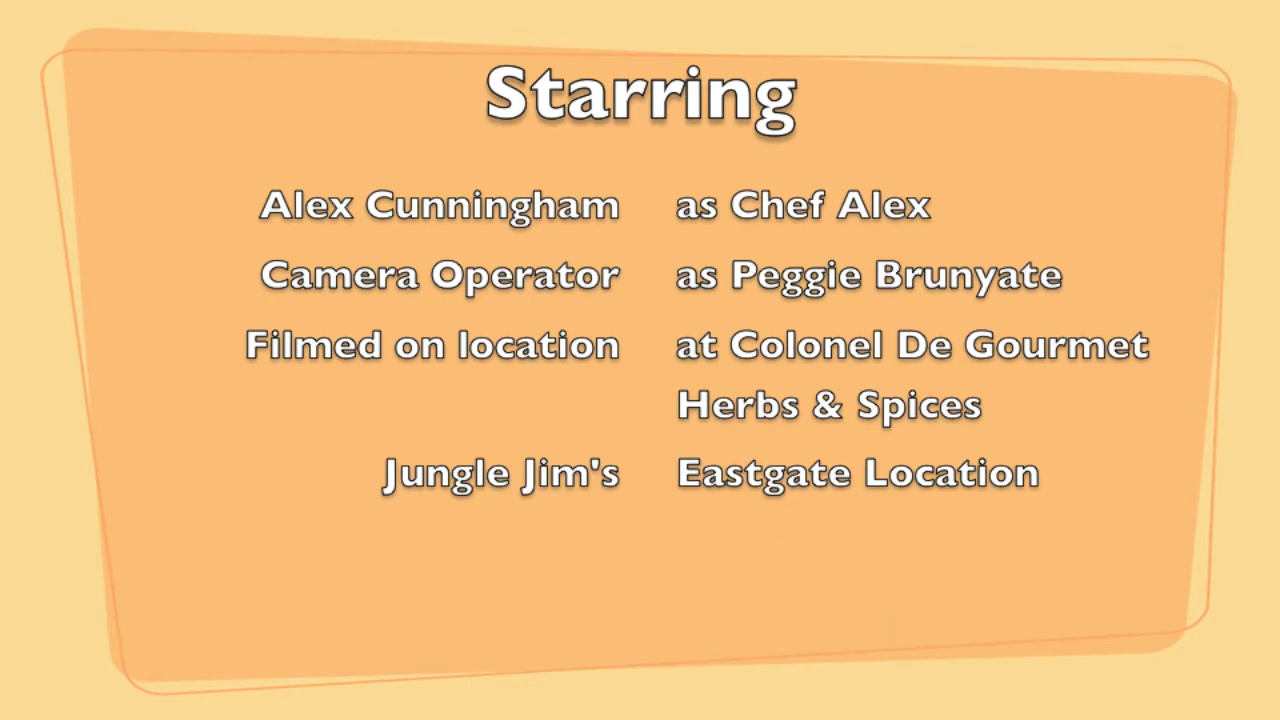 Starring
Alex Cunningham as Chef Alex
Camera Operator as Peggie Brunyate
Filmed on location at Colonel De Gourmet
Herbs & Spices
Jungle Jim's Eastgate Location